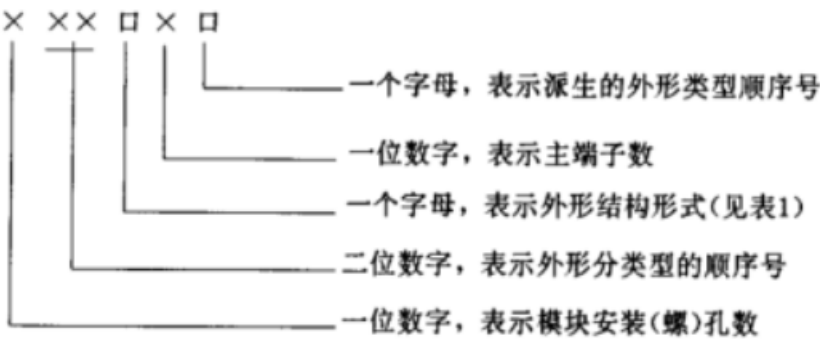 × ×× 口 × 口
一个字母，表示派生的外形类型顺序号
一位数字，表示主端子数
一个字母，表示外形结构形式(见表1)
二位数字，表示外形分类型的顺序号
一位数字，表示模块安装(螺)孔数